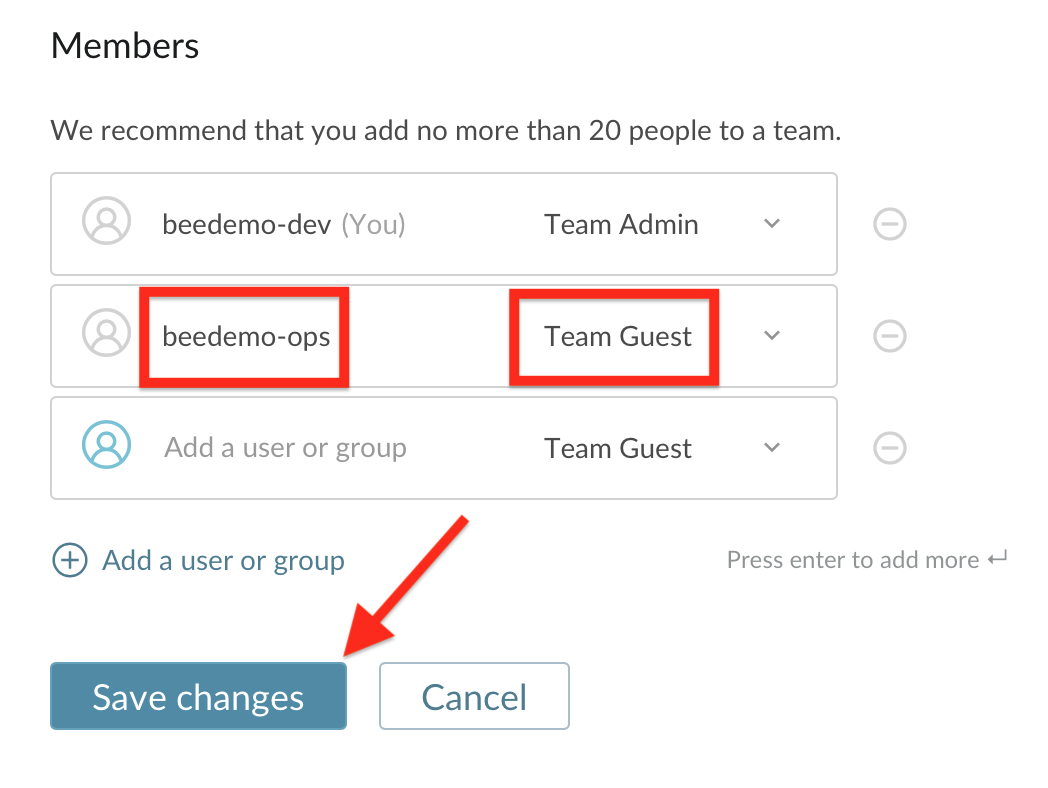 Members
We recommend that you add no more than 20 people to a team.
beedemo-dev (You) Team Admin
beedemo-ops Team Guest
Add a user or group Team Guest
Add a user or group Press enter to add more ↵
Save changes Cancel